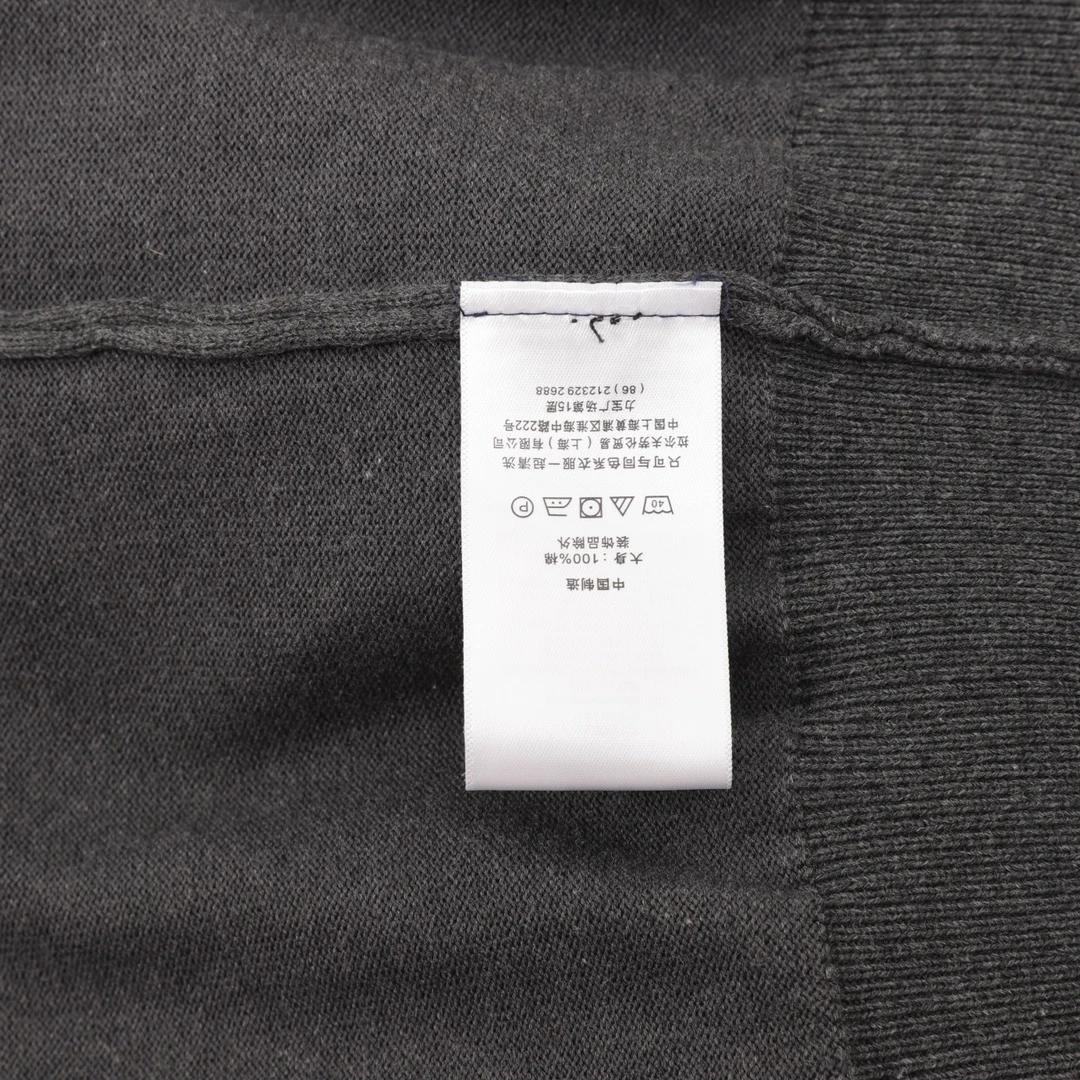 中国制造
大身：100%棉
装饰品除外
40 P
只可与同色系衣服一起清洗
拉尔夫劳伦贸易（上海）有限公司
中国上海黄浦区淮海中路222号
力宝广场第15层
(86) 212329 2688